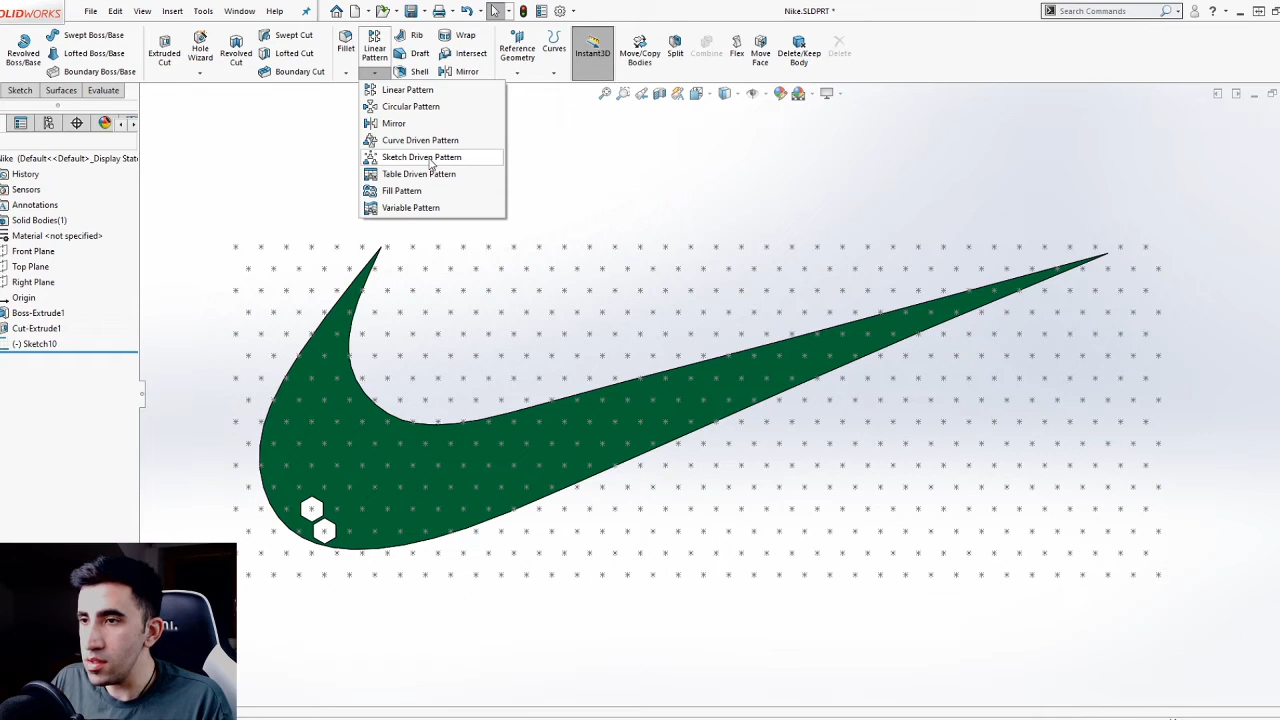 SOLIDWORKS
File Edit View Insert Tools Window Help
Nike.SLDPRT *
Search Commands
?
Revolved Boss/Base
Swept Boss/Base
Lofted Boss/Base
Boundary Boss/Base
Extruded Cut
Hole Wizard
Revolved Cut
Swept Cut
Lofted Cut
Boundary Cut
Fillet
Linear Pattern
Rib
Draft
Shell
Wrap
Intersect
Mirror
Reference Geometry
Curves
Instant3D
Move/Copy Bodies
Split
Combine
Flex
Move Face
Delete/Keep Body
Delete
Sketch Surfaces Evaluate
Linear Pattern
Circular Pattern
Mirror
Curve Driven Pattern
Sketch Driven Pattern
Table Driven Pattern
Fill Pattern
Variable Pattern
(Default<<Default>_Display State
History
Sensors
Annotations
Solid Bodies(1)
Material <not specified>
Front Plane
Top Plane
Right Plane
Origin
Boss-Extrude1
Cut-Extrude1
(-) Sketch10